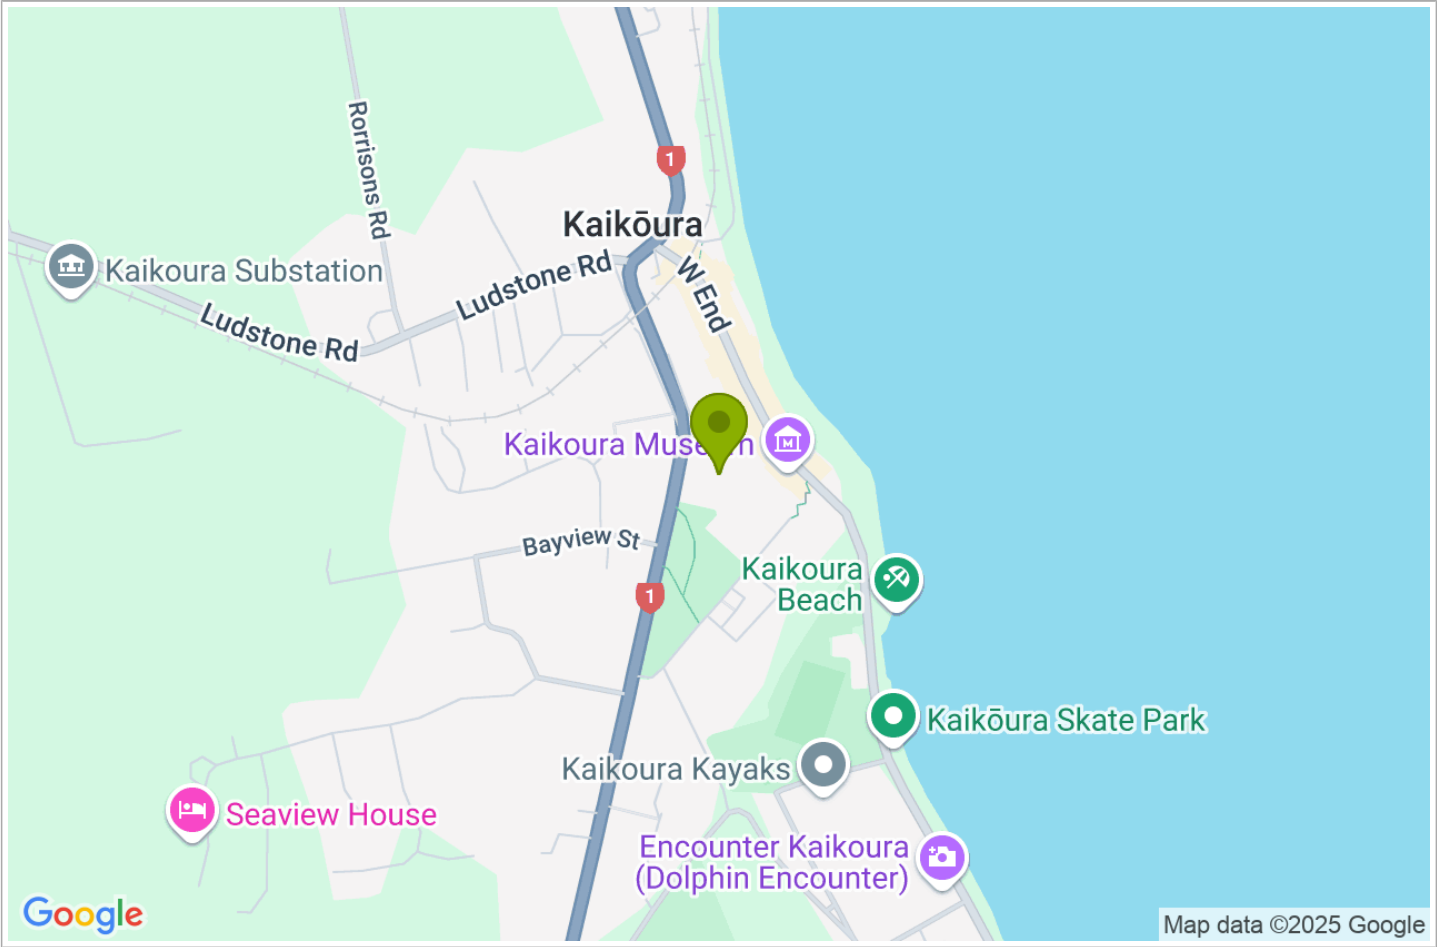 Rorrisons Rd
1
Kaikōura
Kaikoura Substation
Ludstone Rd
W End
Ludstone Rd
Kaikoura Museum
Bayview St
Kaikoura
Beach
1
Kaikōura Skate Park
Kaikoura Kayaks
Seaview House
Encounter Kaikoura
(Dolphin Encounter)
Google
Map data ©2025 Google